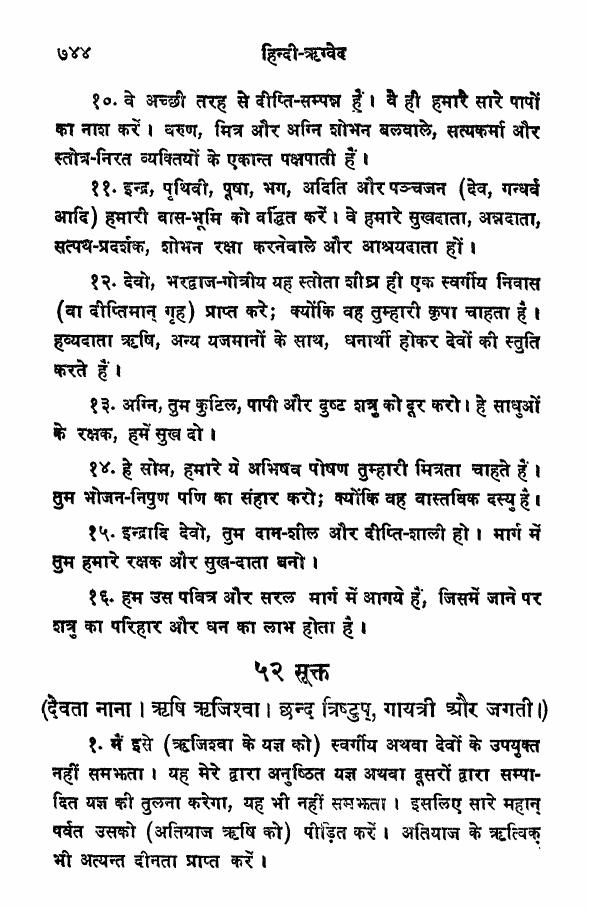 ७४४ हिन्दी-ऋग्वेद
१०. वे अच्छी तरह से दीप्ति-सम्पन्न हैं। वे ही हमारे सारे पापों
का नाश करें। वरुण, मित्र और अग्नि शोभन बलवाले, सत्यकर्मा और
स्तोत्र-निरत व्यक्तियों के एकान्त पक्षपाती हैं।
११. इन्द्र, पृथिवी, पूषा, भग, अदिति और पञ्चजन (देव, गन्धर्व
आदि) हमारी वास-भूमि को वर्द्धित करें। वे हमारे सुखदाता, अन्नदाता,
सत्पथ-प्रदर्शक, शोभन रक्षा करनेवाले और आश्रयदाता हों।
१२. देवो, भरद्वाज-गोत्रीय यह स्तोता शीघ्र ही एक स्वर्गीय निवास
(वा दीप्तिमान् गृह) प्राप्त करे; क्योंकि वह तुम्हारी कृपा चाहता है।
हव्यदाता ऋषि, अन्य यजमानों के साथ, धनार्थी होकर देवों की स्तुति
करते हैं।
१३. अग्नि, तुम कुटिल, पापी और दुष्ट शत्रु को दूर करो। हे साधुओं
के रक्षक, हमें सुख दो।
१४. हे सोम, हमारे ये अभिषव पोषण तुम्हारी मित्रता चाहते हैं।
तुम भोजन-निपुण पणि का संहार करो; क्योंकि वह वास्तविक दस्यु है।
१५. इन्द्रादि देवो, तुम दान-शील और दीप्ति-शाली हो। मार्ग में
तुम हमारे रक्षक और सुख-दाता बनो।
१६. हम उस पवित्र और सरल मार्ग में आगये हैं, जिसमें जाने पर
शत्रु का परिहार और धन का लाभ होता है।
५२ सूक्त
(देवता नाना। ऋषि ऋजिश्वा। छन्द त्रिष्टुप्, गायत्री और जगती।)
१. मैं इसे (ऋजिश्वा के यज्ञ को) स्वर्गीय अथवा देवों के उपयुक्त
नहीं समझता। यह मेरे द्वारा अनुष्ठित यज्ञ अथवा दूसरों द्वारा सम्पा-
दित यज्ञ की तुलना करेगा, यह भी नहीं समझता। इसलिए सारे महान्
पर्वत उसको (अतियाज ऋषि को) पीड़ित करें। अतियाज के ऋत्विक्
भी अत्यन्त दीनता प्राप्त करें।